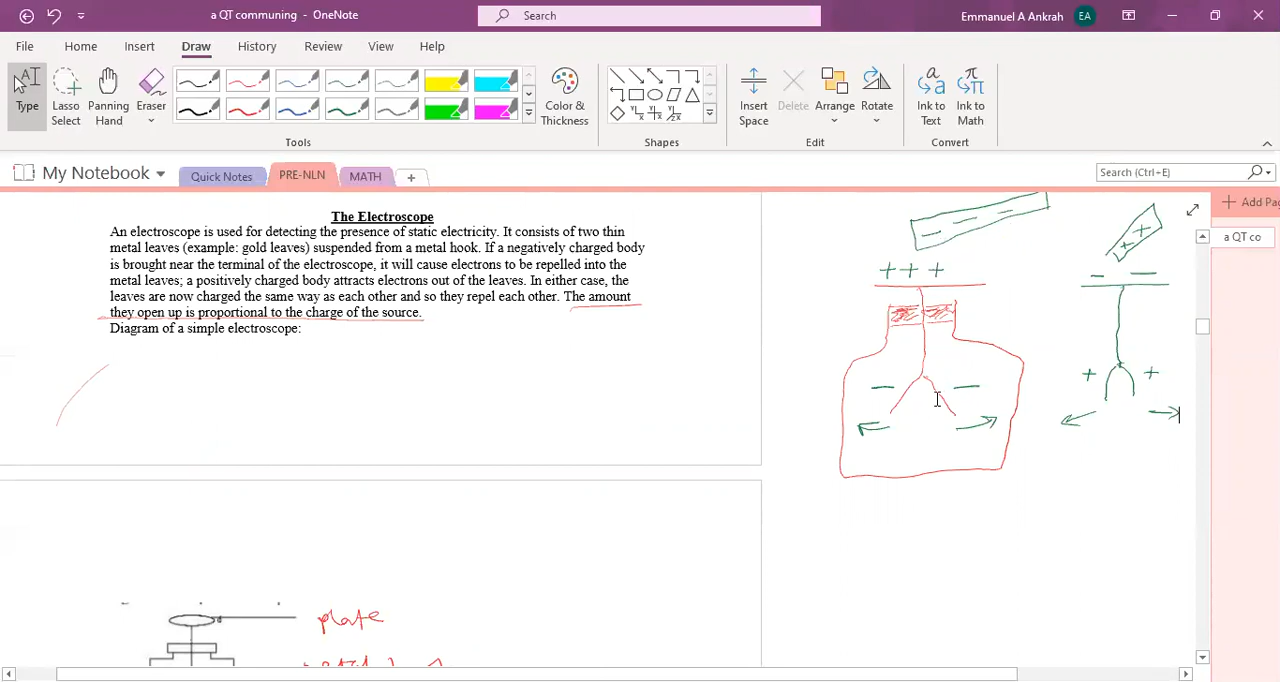 a QT communing - OneNote
Search
Emmanuel A Ankrah
EA
File Home Insert Draw View History Review View Help
Type
Lasso Select
Panning Hand
Eraser
Color & Thickness
Insert Space
Delete
Arrange
Rotate
Ink to Text
Ink to Math
Tools
Shapes
Edit
Convert
My Notebook
Quick Notes
PRE-NLN
MATH
+
Search (Ctrl+E)
Add Pag
a QT co
The Electroscope
An electroscope is used for detecting the presence of static electricity. It consists of two thin
metal leaves (example: gold leaves) suspended from a metal hook. If a negatively charged body
is brought near the terminal of the electroscope, it will cause electrons to be repelled into the
metal leaves; a positively charged body attracts electrons out of the leaves. In either case, the
leaves are now charged the same way as each other and so they repel each other. The amount
they open up is proportional to the charge of the source.
Diagram of a simple electroscope:
- - - -
+ +
+ + +
- -
- -
+ +
plate